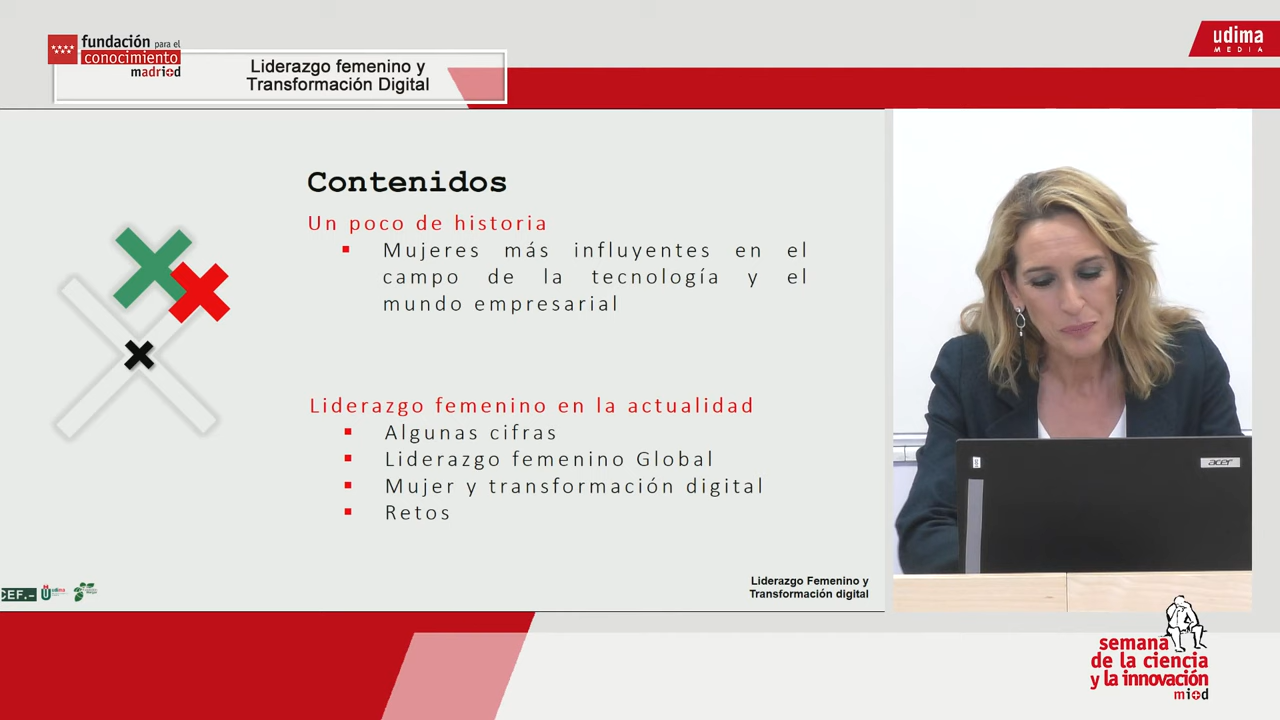 fundación para el
conocimiento
madri+d
Liderazgo femenino y
Transformación Digital
udima
MEDIA
Contenidos
Un poco de historia
Mujeres más influyentes en el
campo de la tecnología y el
mundo empresarial
Liderazgo femenino en la actualidad
Algunas cifras
Liderazgo femenino Global
Mujer y transformación digital
Retos
acer
CEF.-
udima
Liderazgo Femenino y
Transformación digital
semana
de la ciencia
y la innovación
mi+d